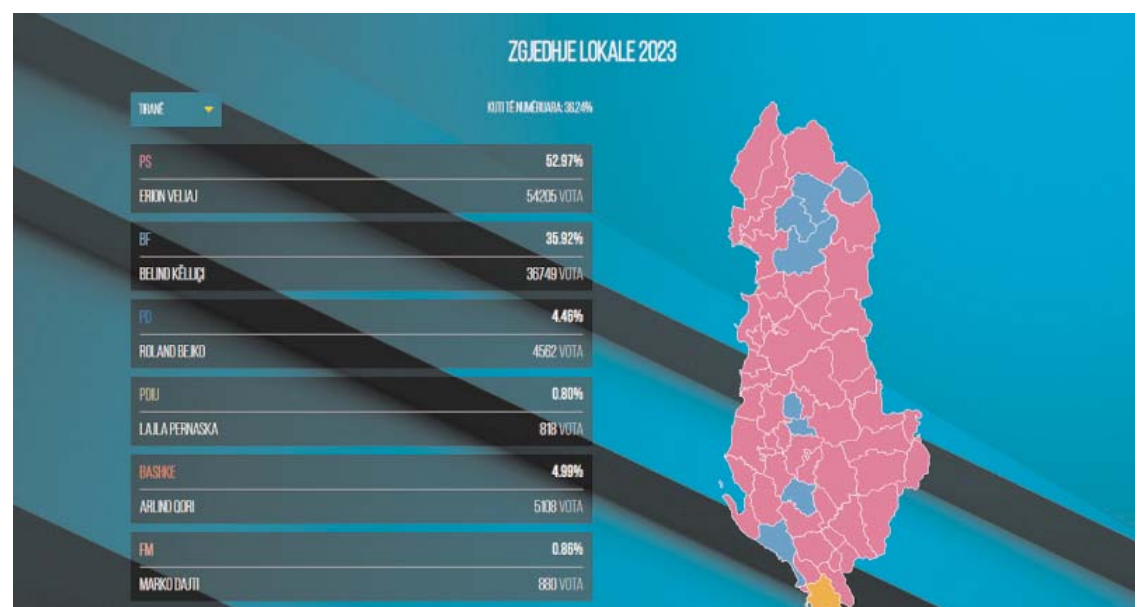 ZGJEDHJE LOKALE 2023
TIRANË
KUTI TË NUMËRUARA: 36.24%
PS 52.97%
ERION VELIAJ 54205 VOTA
BF 35.92%
BELIND KËLLIÇI 36749 VOTA
PD 4.46%
ROLAND BEJKO 4562 VOTA
PDIU 0.80%
LAJLA PERNASKA 818 VOTA
BASHKE 4.99%
ARLIND QORI 5108 VOTA
FM 0.86%
MARKO DAJTI 880 VOTA